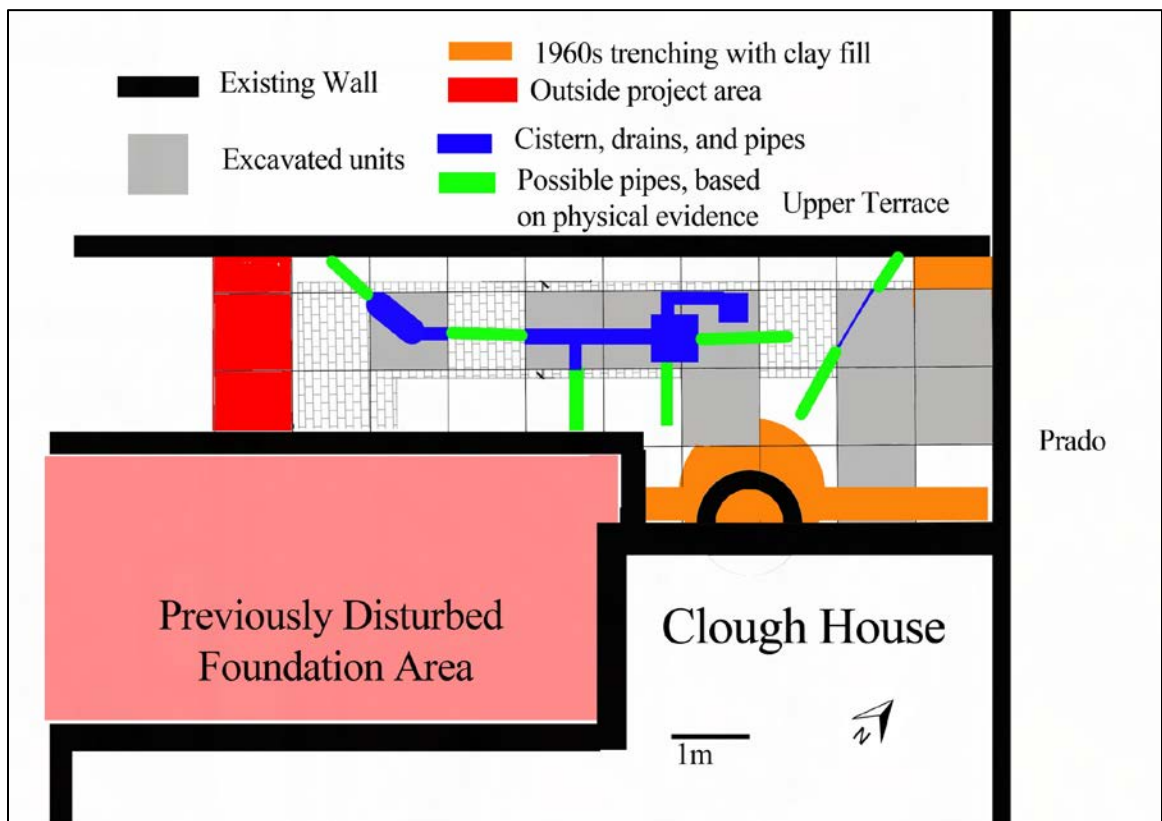 1960s trenching with clay fill
Existing Wall
Outside project area
Cistern, drains, and pipes
Excavated units
Possible pipes, based
on physical evidence
Upper Terrace
Prado
Previously Disturbed
Foundation Area
Clough House
N
1m